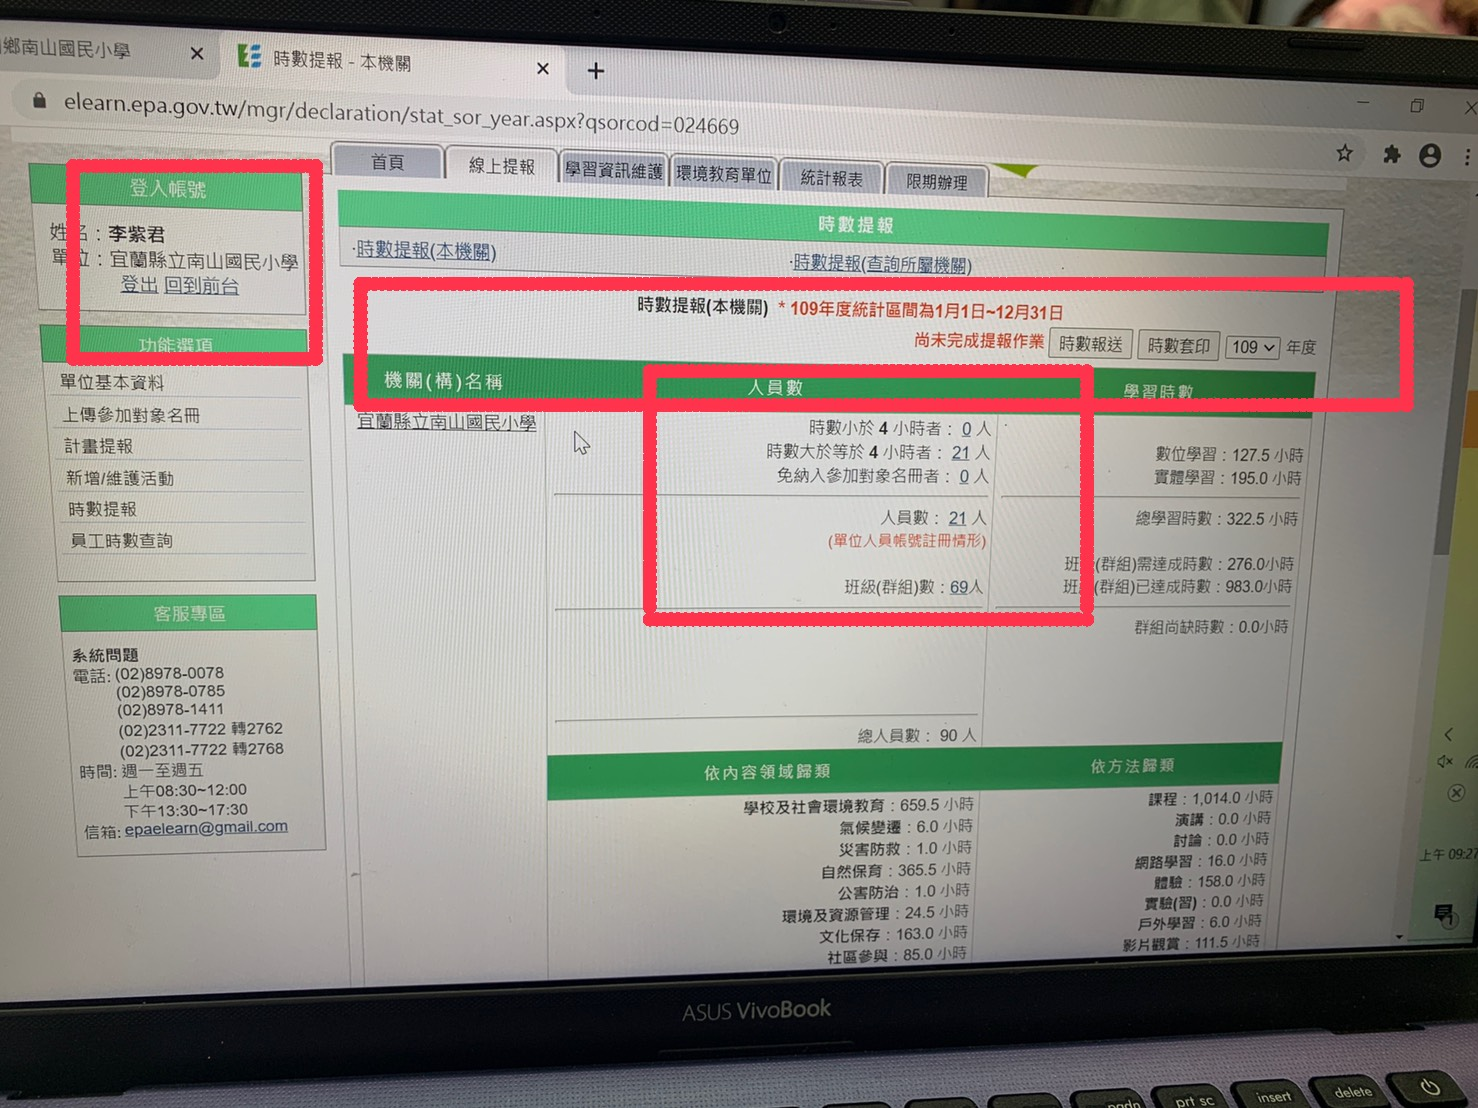 鄉南山國民小學
時數提報 - 本機關
elearn.epa.gov.tw/mgr/declaration/stat_sor_year.aspx?qsorcod=024669
首頁 線上提報 學習資訊維護 環境教育單位 統計報表 限期辦理
登入帳號
姓名：李紫君
單位：宜蘭縣立南山國民小學
登出 回到前台
功能選項
單位基本資料
上傳參加對象名冊
計畫提報
新增/維護活動
時數提報
員工時數查詢
客服專區
系統問題
電話: (02)8978-0078
(02)8978-0785
(02)8978-1411
(02)2311-7722 轉2762
(02)2311-7722 轉2768
時間: 週一至週五
上午08:30~12:00
下午13:30~17:30
信箱: epaelearn@gmail.com
時數提報
·時數提報(本機關) ·時數提報(查詢所屬機關)
時數提報(本機關) * 109年度統計區間為1月1日~12月31日
尚未完成提報作業 時數報送 時數套印 109 年度
機關(構)名稱 人員數 學習時數
宜蘭縣立南山國民小學
時數小於 4 小時者： 0 人
時數大於等於 4 小時者： 21 人
免納入參加對象名冊者： 0 人
人員數： 21 人
(單位人員帳號註冊情形)
班級(群組)數：69人
總人員數： 90 人
數位學習：127.5 小時
實體學習：195.0 小時
總學習時數：322.5 小時
班級(群組)需達成時數：276.0小時
班級(群組)已達成時數：983.0小時
群組尚缺時數：0.0小時
依內容領域歸類 依方法歸類
學校及社會環境教育：659.5 小時
氣候變遷：6.0 小時
災害防救：1.0 小時
自然保育：365.5 小時
公害防治：1.0 小時
環境及資源管理：24.5 小時
文化保存：163.0 小時
社區參與：85.0 小時
課程：1,014.0 小時
演講：0.0 小時
討論：0.0 小時
網路學習：16.0 小時
體驗：158.0 小時
實驗(習)：0.0 小時
戶外學習：6.0 小時
影片觀賞：111.5 小時
上午 09:27
ASUS VivoBook
prt sc
insert
delete